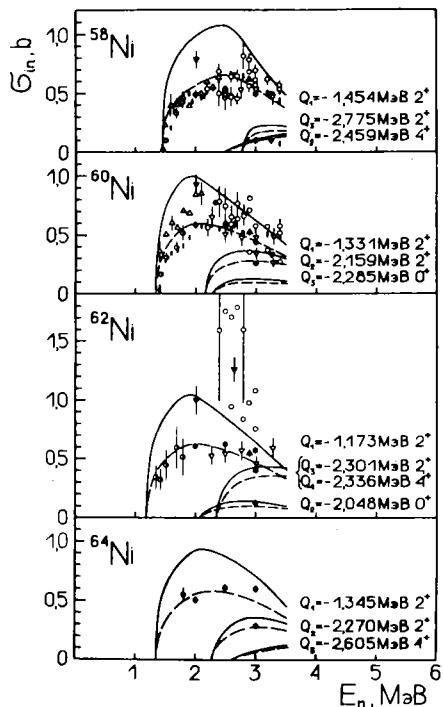 σin, b
58Ni
1,0
0,5
0
Q₁=-1,454МэВ 2⁺
Q₃=-2,775МэВ 2⁺
Q₂=-2,459МэВ 4⁺
60Ni
1,0
0,5
0
Q₁=-1,331МэВ 2⁺
Q₂=-2,159МэВ 2⁺
Q₃=-2,285МэВ 0⁺
62Ni
1,5
1,0
0,5
0
Q₁=-1,173МэВ 2⁺
Q₃=-2,301МэВ 2⁺
Q₄=-2,336МэВ 4⁺
Q₂=-2,048МэВ 0⁺
64Ni
1,0
0,5
0
Q₁=-1,345МэВ 2⁺
Q₂=-2,270МэВ 2⁺
Q₃=-2,605МэВ 4⁺
0 1 2 3 4 5 6
En, МэВ